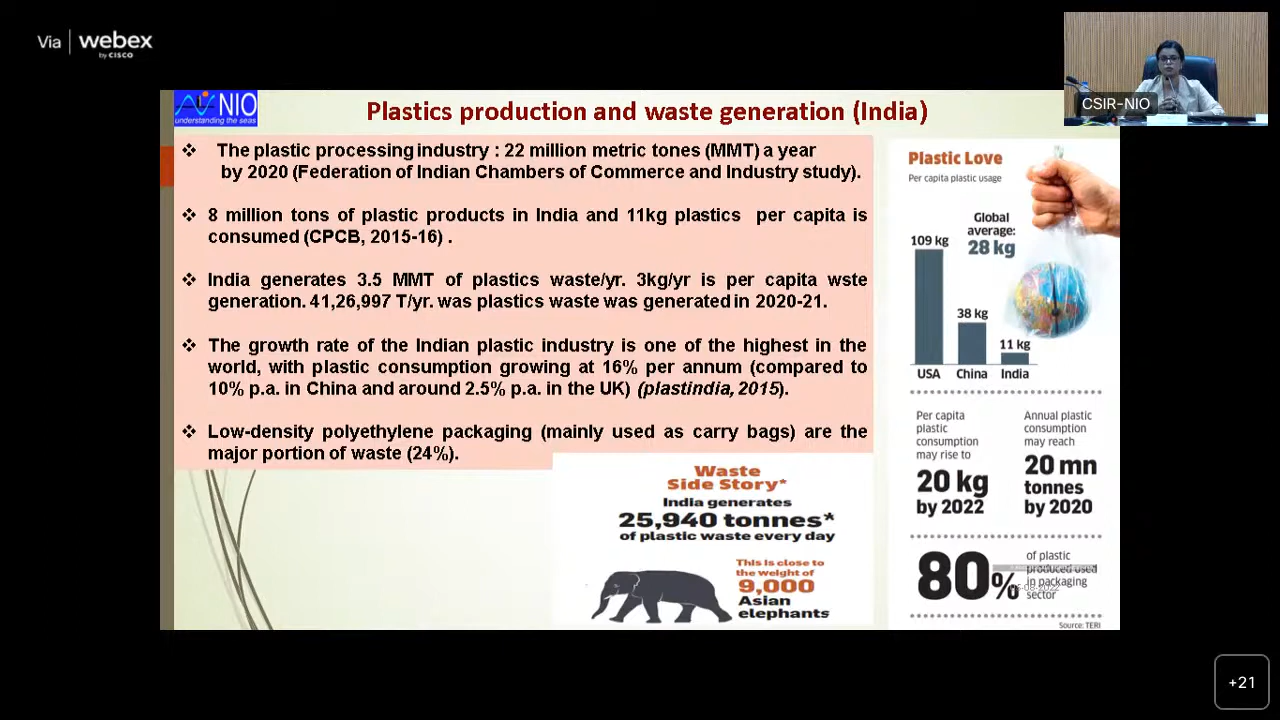 Via webex
by CISCO
CSIR-NIO
NIO
understanding the seas
Plastics production and waste generation (India)
❖ The plastic processing industry : 22 million metric tones (MMT) a year
by 2020 (Federation of Indian Chambers of Commerce and Industry study).
❖ 8 million tons of plastic products in India and 11kg plastics per capita is
consumed (CPCB, 2015-16) .
❖ India generates 3.5 MMT of plastics waste/yr. 3kg/yr is per capita wste
generation. 41,26,997 T/yr. was plastics waste was generated in 2020-21.
❖ The growth rate of the Indian plastic industry is one of the highest in the
world, with plastic consumption growing at 16% per annum (compared to
10% p.a. in China and around 2.5% p.a. in the UK) (plastindia, 2015).
❖ Low-density polyethylene packaging (mainly used as carry bags) are the
major portion of waste (24%).
Waste
Side Story*
India generates
25,940 tonnes*
of plastic waste every day
This is close to
the weight of
9,000
Asian
elephants
Plastic Love
Per capita plastic usage
Global
average:
28 kg
109 kg
38 kg
11 kg
USA China India
Per capita
plastic
consumption
may rise to
20 kg
by 2022
Annual plastic
consumption
may reach
20 mn
tonnes
by 2020
80%
of plastic
produced used
in packaging
sector
Source: TERI
+21